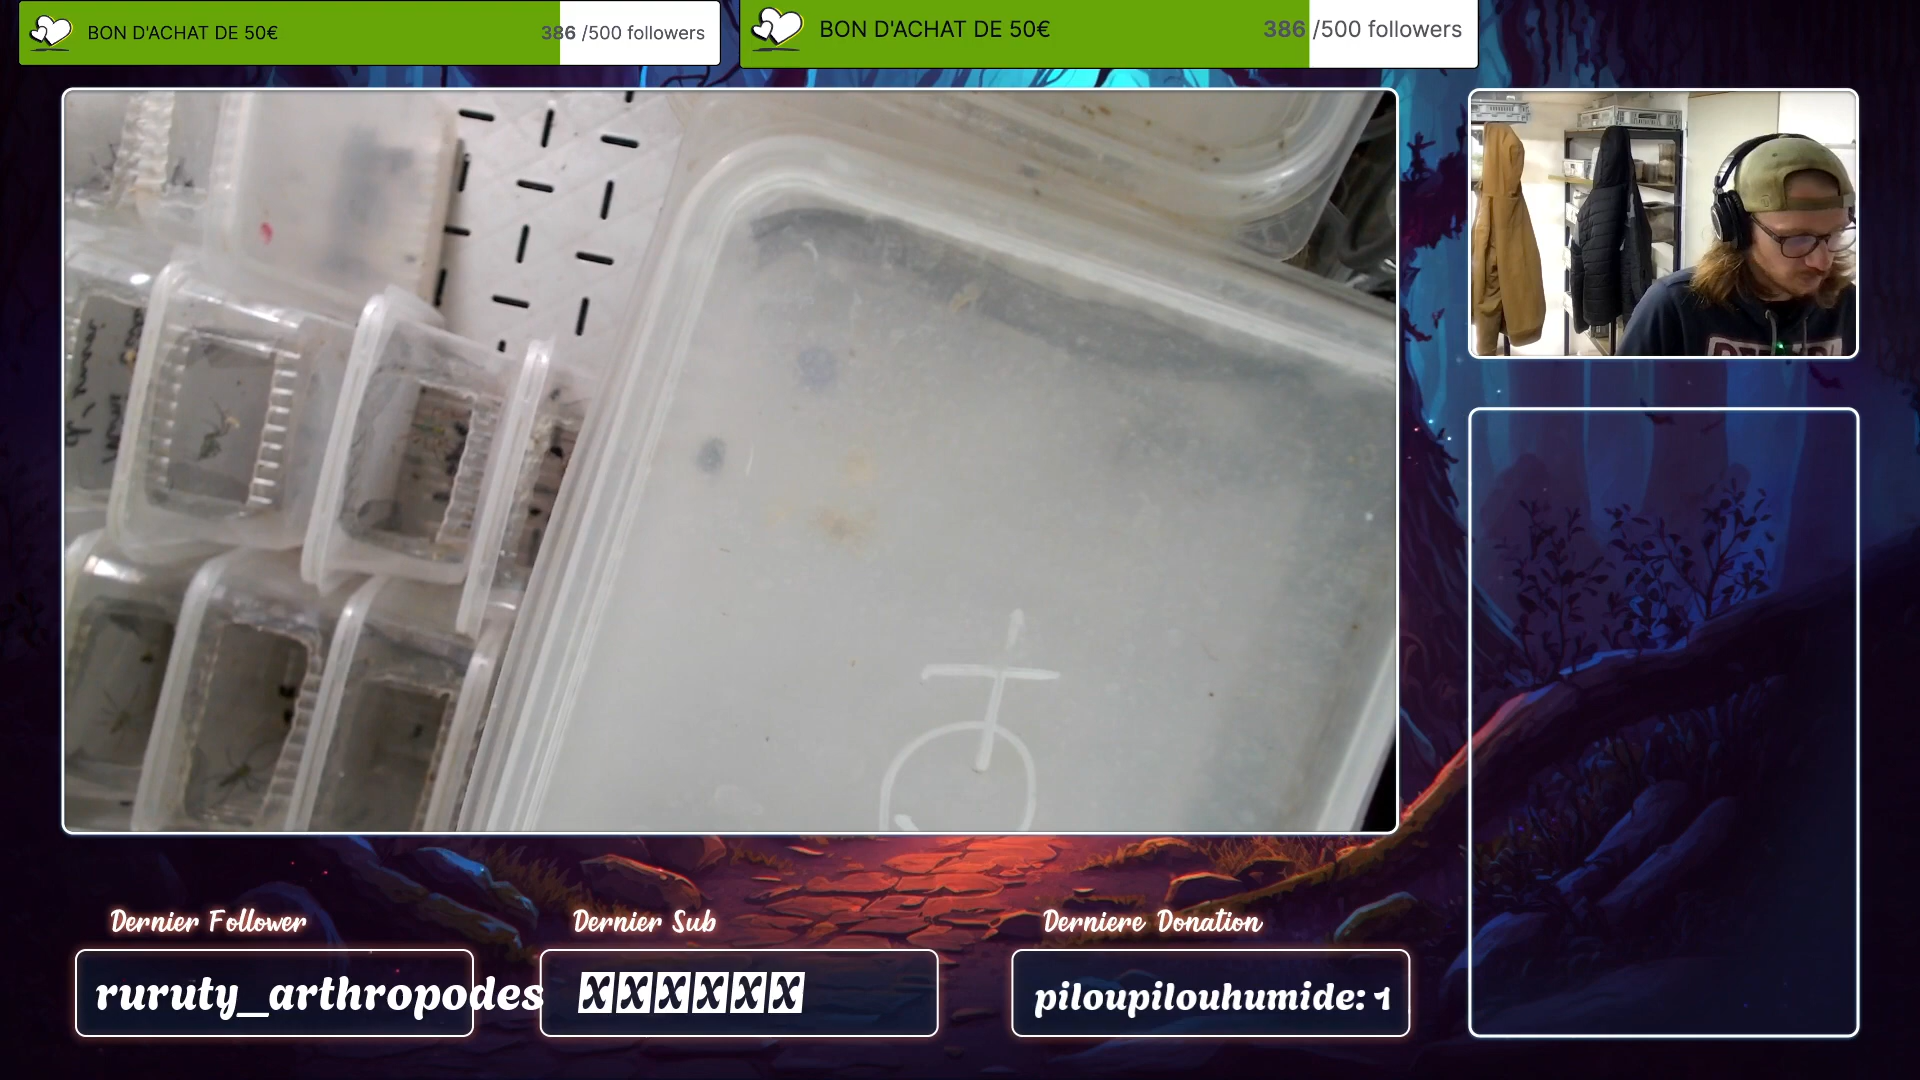 BON D'ACHAT DE 50€ 386 /500 followers
BON D'ACHAT DE 50€ 386 /500 followers
Dernier Follower
ruruty_arthropodes
Dernier Sub
Derniere Donation
piloupilouhumide: 1